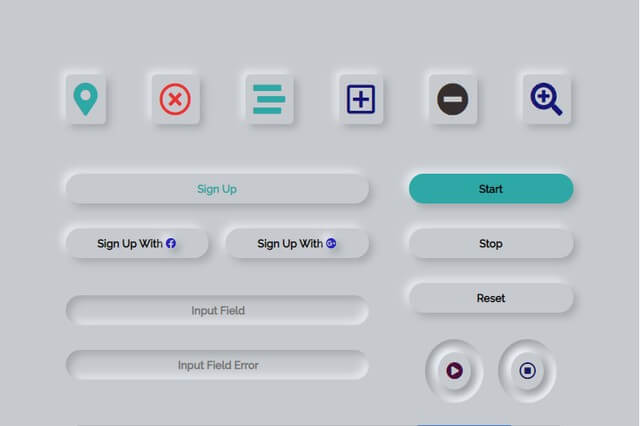 Sign Up
Start
Sign Up With
Sign Up With
Stop
Reset
Input Field
Input Field Error